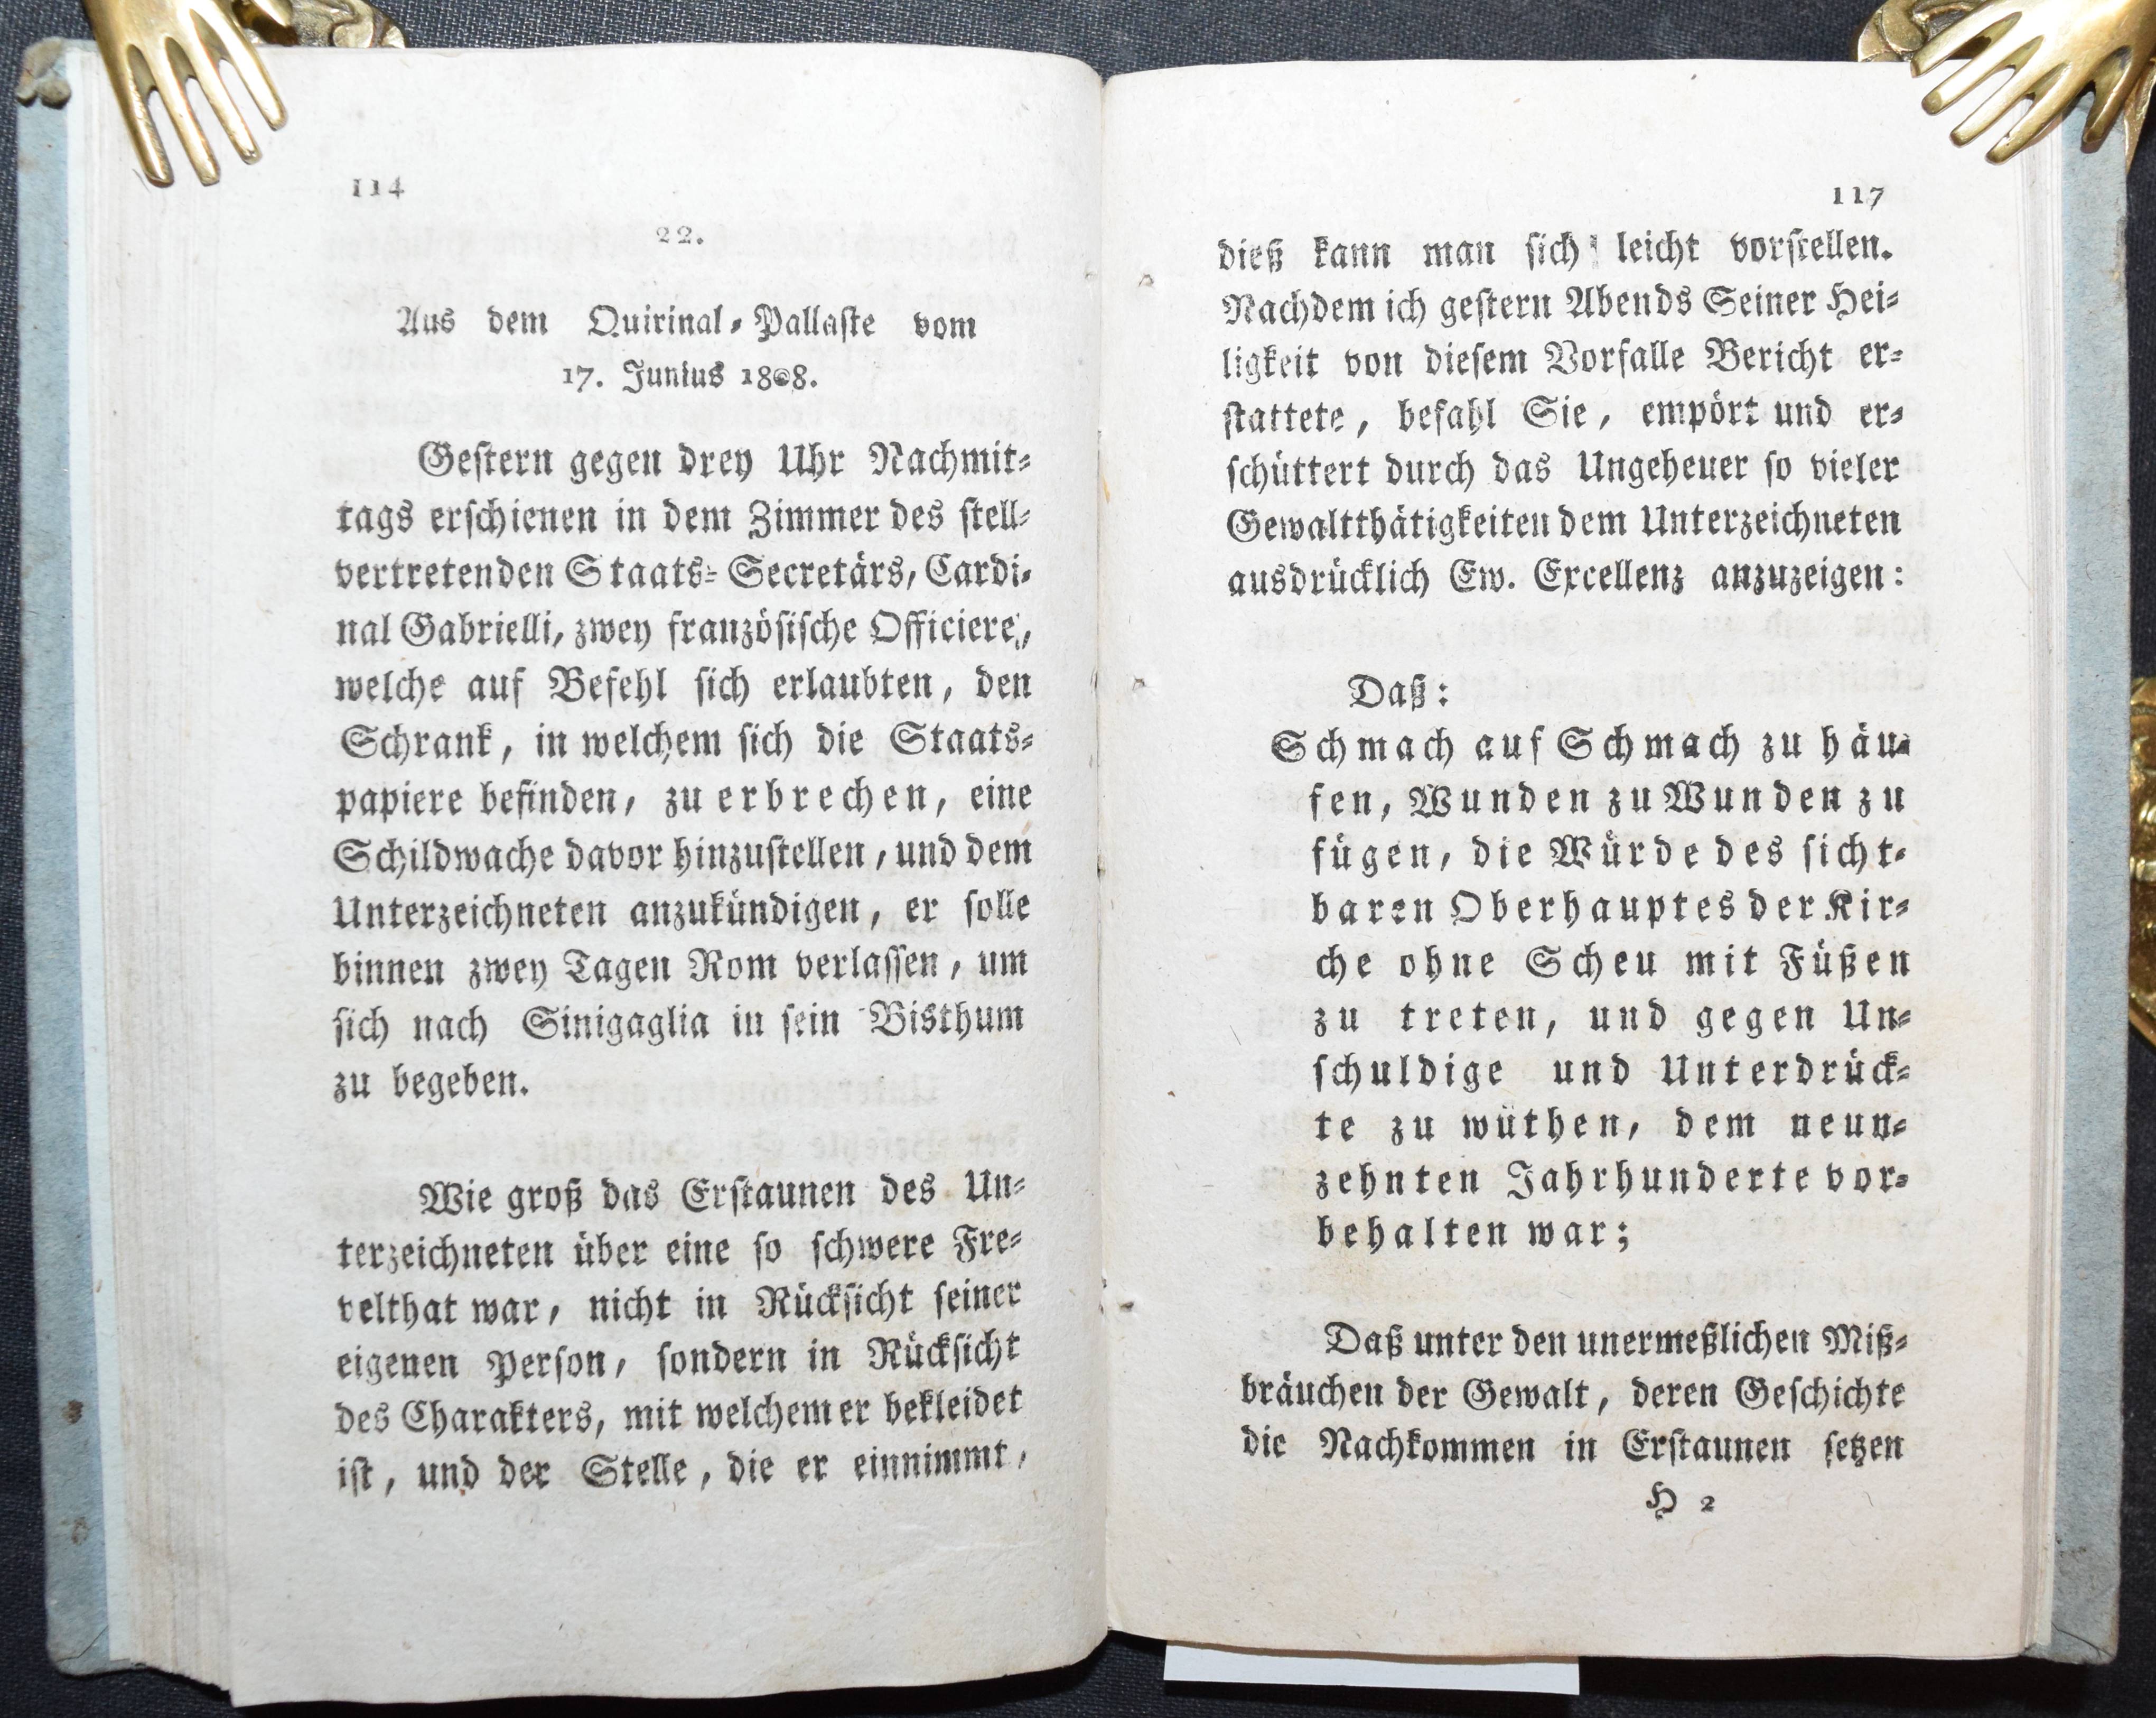 114
22.
Aus dem Quirinal-Pallaste vom
17. Junius 1808.
Gestern gegen drey Uhr Nachmit-
tags erschienen in dem Zimmer des stell-
vertretenden Staats-Secretärs, Cardi-
nal Gabrielli, zwey französische Officiere,
welche auf Befehl sich erlaubten, den
Schrank, in welchem sich die Staats-
papiere befinden, zu erbrechen, eine
Schildwache davor hinzustellen, und dem
Unterzeichneten anzukündigen, er solle
binnen zwey Tagen Rom verlassen, um
sich nach Sinigaglia in sein Bisthum
zu begeben.
Wie groß das Erstaunen des Un-
terzeichneten über eine so schwere Fre-
velthat war, nicht in Rücksicht seiner
eigenen Person, sondern in Rücksicht
des Charakters, mit welchem er bekleidet
ist, und der Stelle, die er einnimmt,
117
dieß kann man sich leicht vorstellen.
Nachdem ich gestern Abends Seiner Hei-
ligkeit von diesem Vorfalle Bericht er-
stattete, befahl Sie, empört und er-
schüttert durch das Ungeheuer so vieler
Gewaltthätigkeiten dem Unterzeichneten
ausdrücklich Ew. Excellenz anzuzeigen:
Daß:
Schmach auf Schmach zu häu-
fen, Wunden zu Wunden zu
fügen, die Würde des sicht-
baren Oberhauptes der Kir-
che ohne Scheu mit Füßen
zu treten, und gegen Un-
schuldige und Unterdrück-
te zu wüthen, dem neun-
zehnten Jahrhunderte vor-
behalten war;
Daß unter den unermeßlichen Miß-
bräuchen der Gewalt, deren Geschichte
die Nachkommen in Erstaunen setzen
H 2